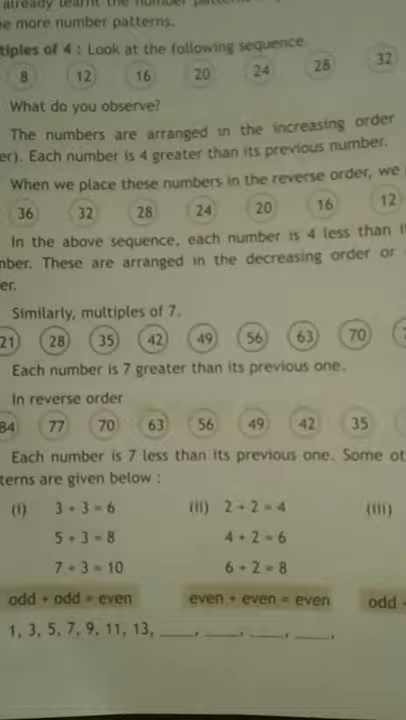 already learnt the number
e more number patterns.
tiples of 4 : Look at the following sequence
8 12 16 20 24 28 32
What do you observe?
The numbers are arranged in the increasing order
er). Each number is 4 greater than its previous number.
When we place these numbers in the reverse order, we
36 32 28 24 20 16 12
In the above sequence, each number is 4 less than
mber. These are arranged in the decreasing order or
er.
Similarly, multiples of 7.
21 28 35 42 49 56 63 70
Each number is 7 greater than its previous one.
In reverse order
84 77 70 63 56 49 42 35
Each number is 7 less than its previous one. Some ot
terns are given below :
(i) 3 + 3 = 6 (ii) 2 + 2 = 4 (iii)
5 + 3 = 8 4 + 2 = 6
7 + 3 = 10 6 + 2 = 8
odd + odd = even even + even = even odd
1, 3, 5, 7, 9, 11, 13, ____, ____, ____, ____,